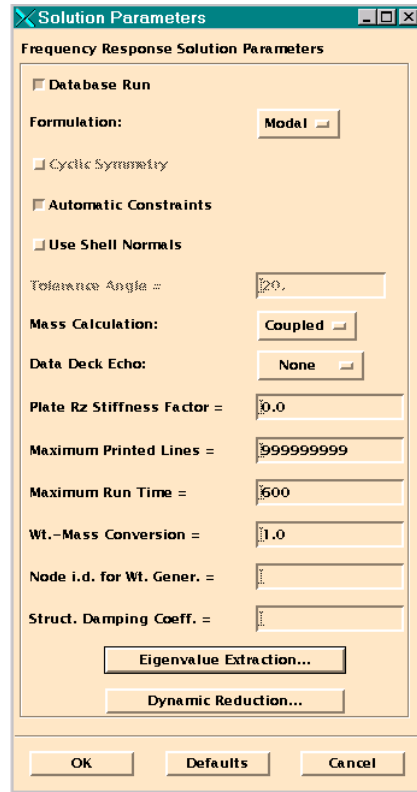 Solution Parameters
Frequency Response Solution Parameters
Database Run
Formulation: Modal
Cyclic Symmetry
Automatic Constraints
Use Shell Normals
Tolerance Angle = 20.
Mass Calculation: Coupled
Data Deck Echo: None
Plate Rz Stiffness Factor = 0.0
Maximum Printed Lines = 999999999
Maximum Run Time = 600
Wt.-Mass Conversion = 1.0
Node i.d. for Wt. Gener. =
Struct. Damping Coeff. =
Eigenvalue Extraction...
Dynamic Reduction...
OK Defaults Cancel